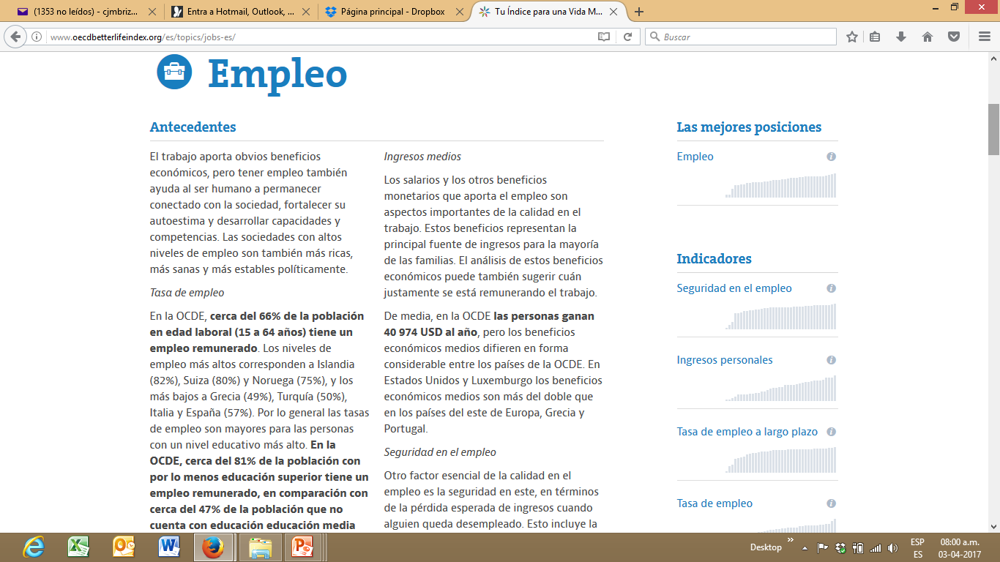 (1353 no leídos) - cjmbriz...
Entra a Hotmail, Outlook, ...
Página principal - Dropbox
Tu Índice para una Vida M...
www.oecdbetterlifeindex.org/es/topics/jobs-es/
Buscar
Empleo
Antecedentes
El trabajo aporta obvios beneficios
económicos, pero tener empleo también
ayuda al ser humano a permanecer
conectado con la sociedad, fortalecer su
autoestima y desarrollar capacidades y
competencias. Las sociedades con altos
niveles de empleo son también más ricas,
más sanas y más estables políticamente.
Tasa de empleo
En la OCDE, cerca del 66% de la población
en edad laboral (15 a 64 años) tiene un
empleo remunerado. Los niveles de
empleo más altos corresponden a Islandia
(82%), Suiza (80%) y Noruega (75%), y los
más bajos a Grecia (49%), Turquía (50%),
Italia y España (57%). Por lo general las tasas
de empleo son mayores para las personas
con un nivel educativo más alto. En la
OCDE, cerca del 81% de la población con
por lo menos educación superior tiene un
empleo remunerado, en comparación con
cerca del 47% de la población que no
cuenta con educación educación media
Ingresos medios
Los salarios y los otros beneficios
monetarios que aporta el empleo son
aspectos importantes de la calidad en el
trabajo. Estos beneficios representan la
principal fuente de ingresos para la mayoría
de las familias. El análisis de estos beneficios
económicos puede también sugerir cuán
justamente se está remunerando el trabajo.
De media, en la OCDE las personas ganan
40 974 USD al año, pero los beneficios
económicos medios difieren en forma
considerable entre los países de la OCDE. En
Estados Unidos y Luxemburgo los beneficios
económicos medios son más del doble que
en los países del este de Europa, Grecia y
Portugal.
Seguridad en el empleo
Otro factor esencial de la calidad en el
empleo es la seguridad en este, en términos
de la pérdida esperada de ingresos cuando
alguien queda desempleado. Esto incluye la
Las mejores posiciones
Empleo
Indicadores
Seguridad en el empleo
Ingresos personales
Tasa de empleo a largo plazo
Tasa de empleo
Desktop
ESP
ES
08:00 a.m.
03-04-2017